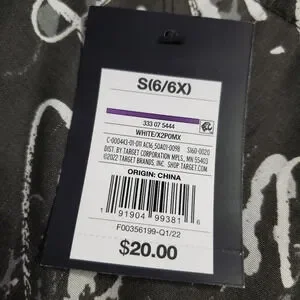 S(6/6X)
333 07 5444
WHITE/X2P0MX
C-000443-01-011 AC16 50A01-0098 S160-0020
DIST. BY TARGET CORPORATION MPLS., MN 55403
©2022 TARGET BRANDS, INC. SHOP TARGET.COM
ORIGIN: CHINA
1 91904 99381 6
F00356199-Q1/22
$20.00